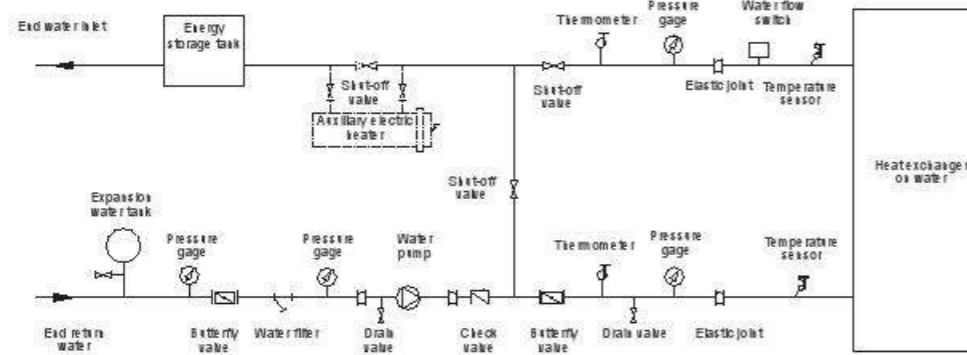 End water inlet
Energy
storage tank
Thermometer
Pressure
gage
Water flow
switch
Shut-off
valve
Shut-off
valve
Elastic joint
Temperature
sensor
Auxiliary electric
heater
Heat exchanger
on water
Shut-off
valve
Expansion
water tank
Pressure
gage
Pressure
gage
Water
pump
Thermometer
Pressure
gage
Temperature
sensor
End return
water
Butterfly
valve
Water filter
Drain
valve
Check
valve
Butterfly
valve
Drain valve
Elastic joint